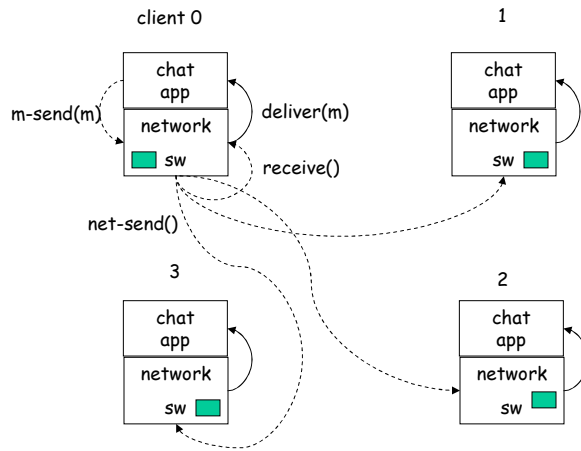 client 0
1
chat
app
m-send(m)
network
sw
deliver(m)
receive()
chat
app
network
sw
net-send()
3
2
chat
app
network
sw
chat
app
network
sw